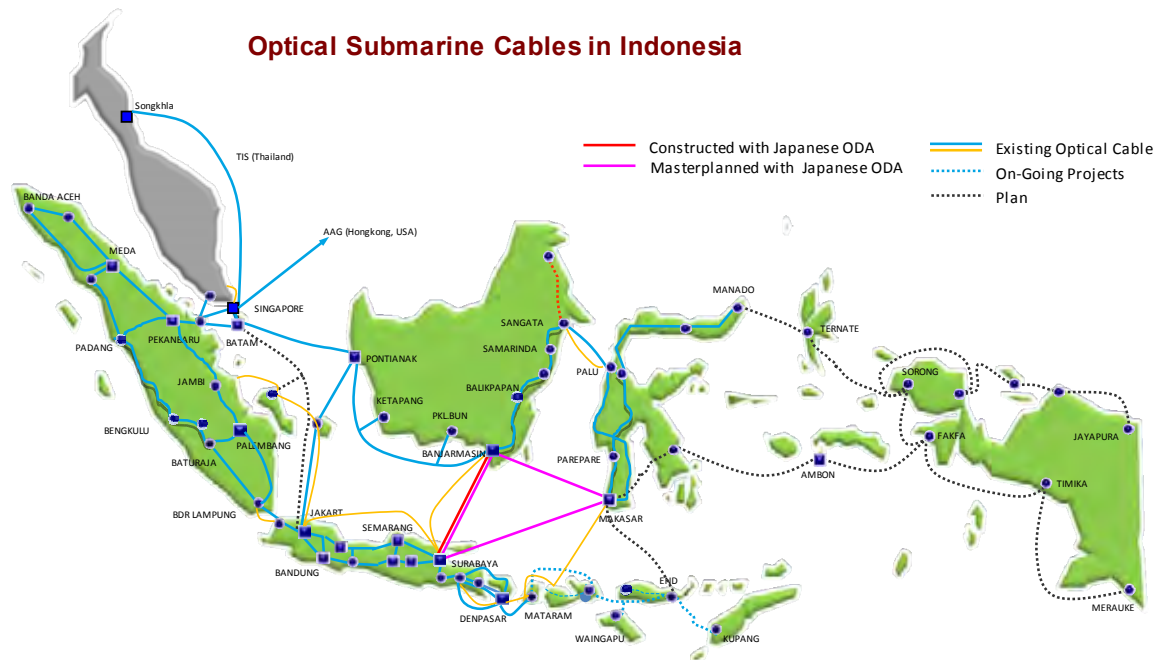 Optical Submarine Cables in Indonesia
Songkhla
TIS (Thailand)
Constructed with Japanese ODA
Masterplanned with Japanese ODA
Existing Optical Cable
On-Going Projects
Plan
BANDA ACEH
AAG (Hongkong, USA)
MEDA
SINGAPORE
MANADO
SANGATA
TERNATE
PEKANBARU
BATAM
PADANG
SAMARINDA
PONTIANAK
PALU
SORONG
JAMBI
BALIKPAPAN
KETAPANG
PKL.BUN
BENGKULU
PALEMBANG
BATURAJA
BANJARMASIN
PAREPARE
FAKFA
JAYAPURA
AMBON
TIMIKA
BDR LAMPUNG
JAKART
SEMARANG
MAKASAR
BANDUNG
SURABAYA
END
DENPASAR
MATARAM
WAINGAPU
KUPANG
MERAUKE